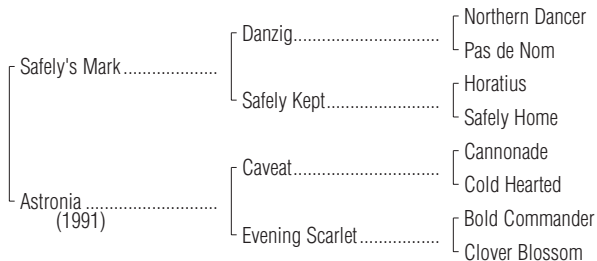 Northern Dancer
Danzig........................................
Pas de Nom
Safely's Mark....................
Horatius
Safely Kept...............................
Safely Home
Cannonade
Caveat........................................
Cold Hearted
Astronia ............................
(1991)
Bold Commander
Evening Scarlet......................
Clover Blossom